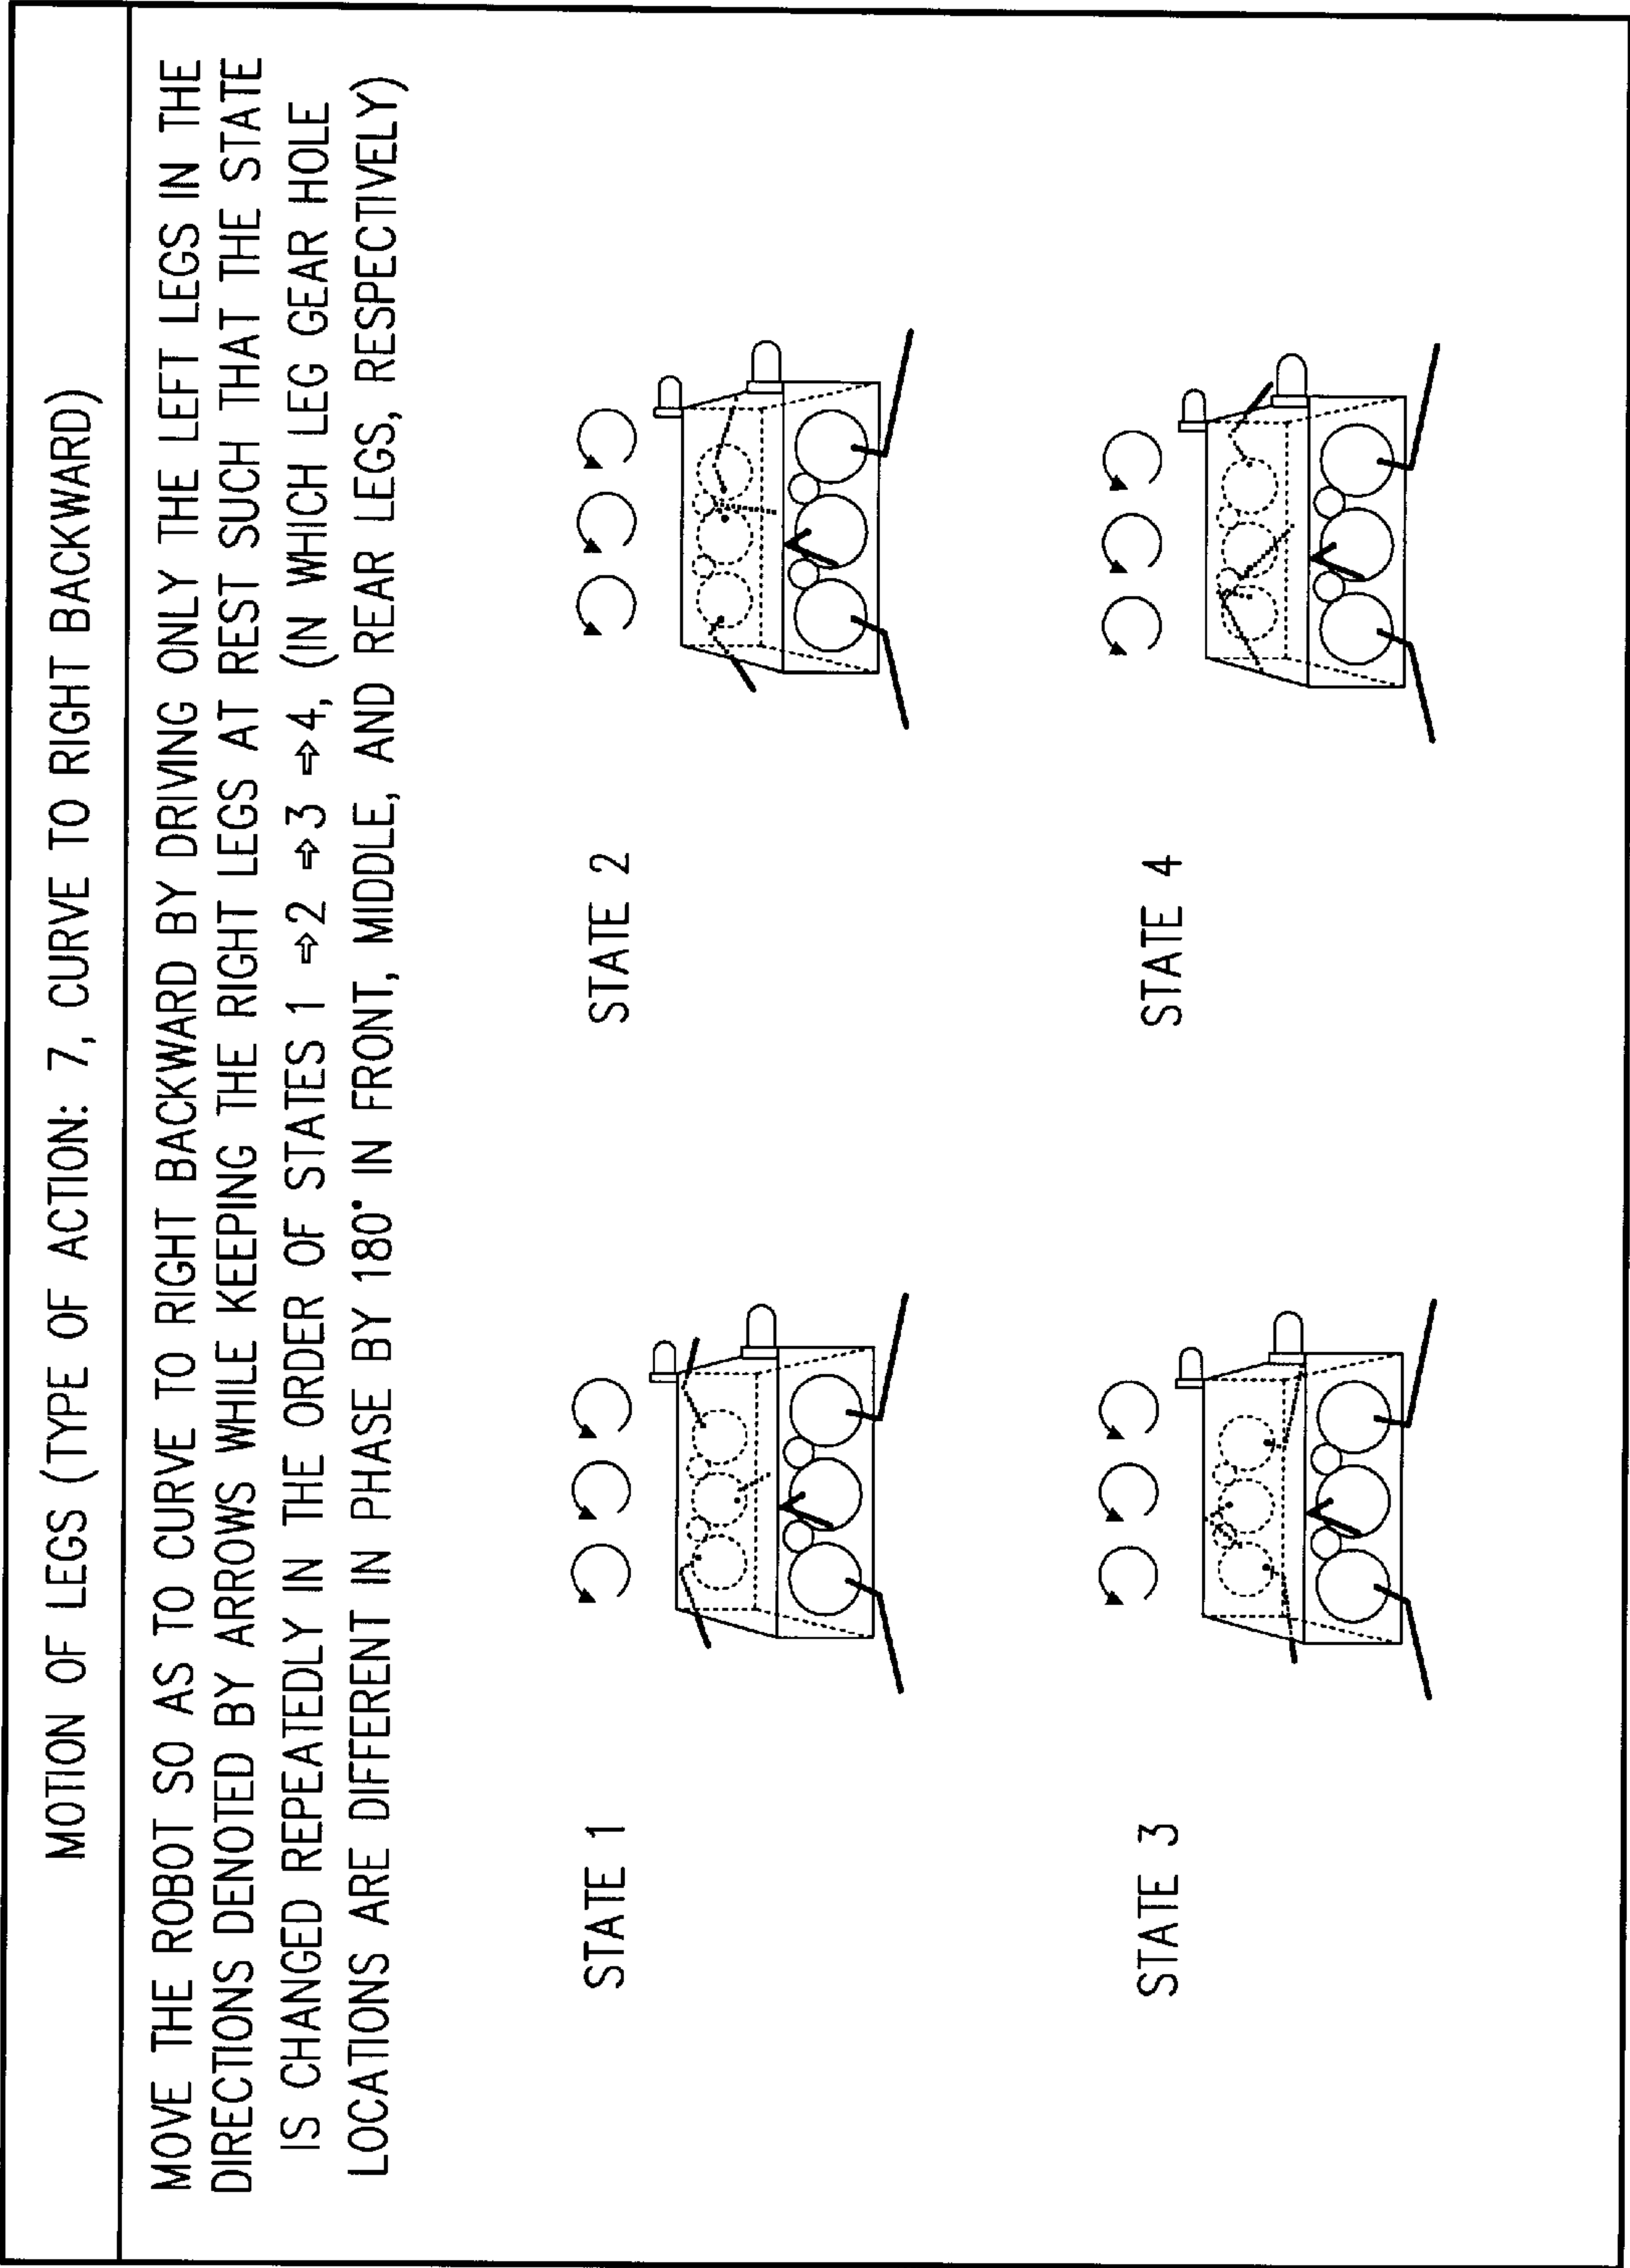 MOTION OF LEGS (TYPE OF ACTION: 7, CURVE TO RIGHT BACKWARD)
MOVE THE ROBOT SO AS TO CURVE TO RIGHT BACKWARD BY DRIVING ONLY THE LEFT LEGS IN THE
DIRECTIONS DENOTED BY ARROWS WHILE KEEPING THE RIGHT LEGS AT REST SUCH THAT THE STATE
IS CHANGED REPEATEDLY IN THE ORDER OF STATES 1 ⇨2 ⇨3 ⇨4, (IN WHICH LEG GEAR HOLE
LOCATIONS ARE DIFFERENT IN PHASE BY 180° IN FRONT, MIDDLE, AND REAR LEGS, RESPECTIVELY)
STATE 1
STATE 2
STATE 3
STATE 4